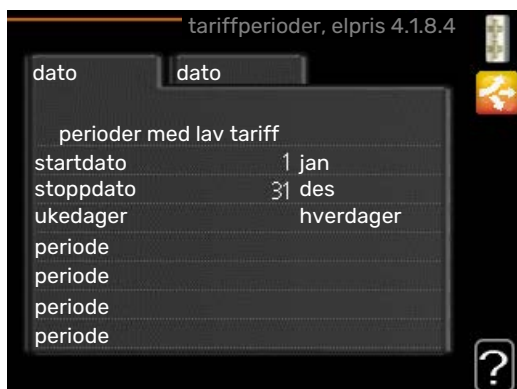 tariffperioder, elpris 4.1.8.4
dato
dato
perioder med lav tariff
startdato 1 jan
stoppdato 31 des
ukedager hverdager
periode
periode
periode
periode
?